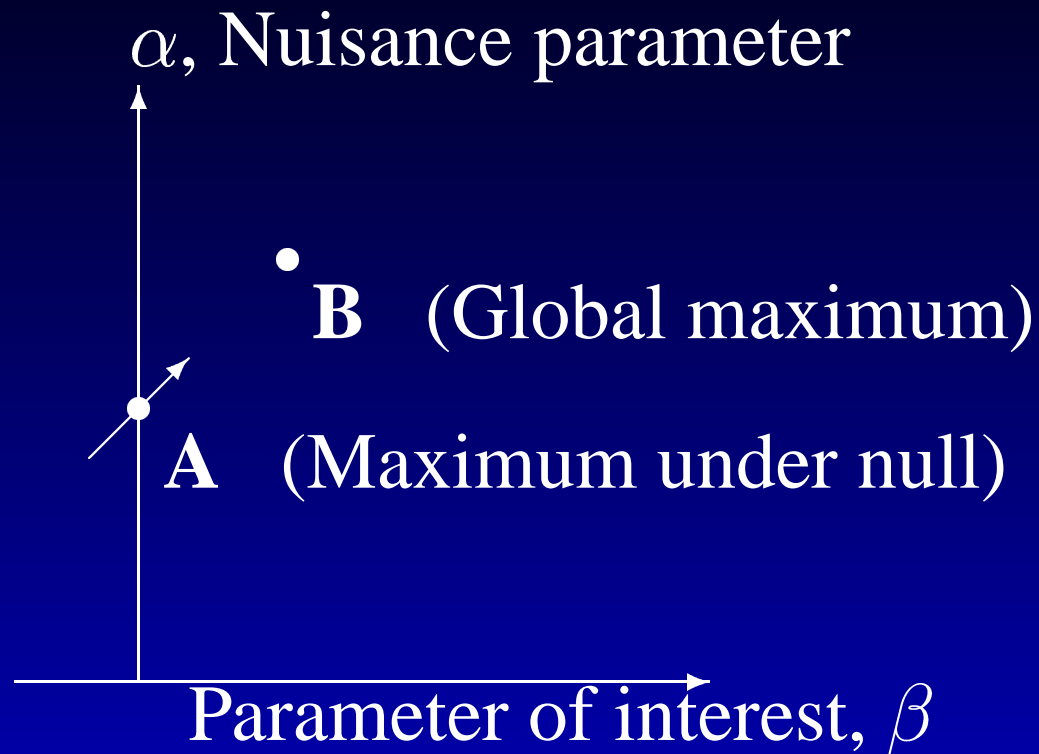 α, Nuisance parameter
B (Global maximum)
A (Maximum under null)
Parameter of interest, β